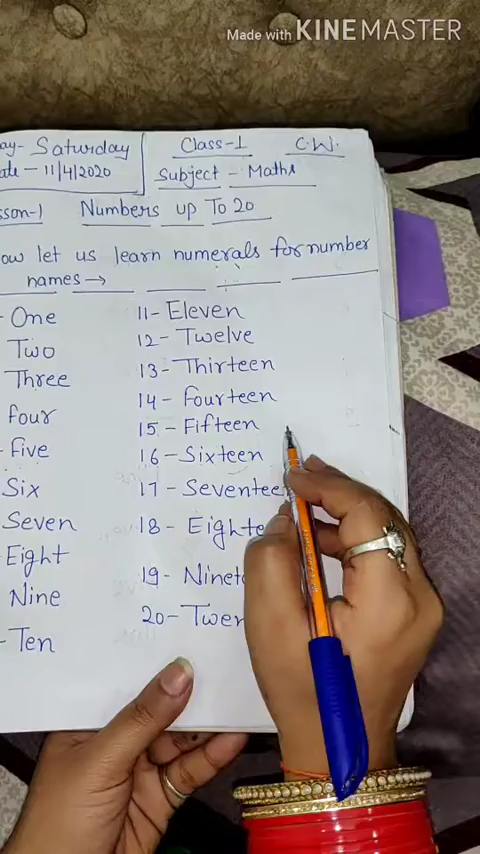 Made with KINEMASTER
ay- Saturday
ate - 11/4/2020
Class-1
C.W.
Subject - Maths
sson-1 Numbers up To 20
ow let us learn numerals for number
names →
- One
Two
Three
four
- five
Six
Seven
Eight
Nine
- Ten
11- Eleven
12- Twelve
13- Thirteen
14 - Fourteen
15- Fifteen
16 - Sixteen
17 - Seventee
18 - Eighte
19 - Ninet
20- Twen